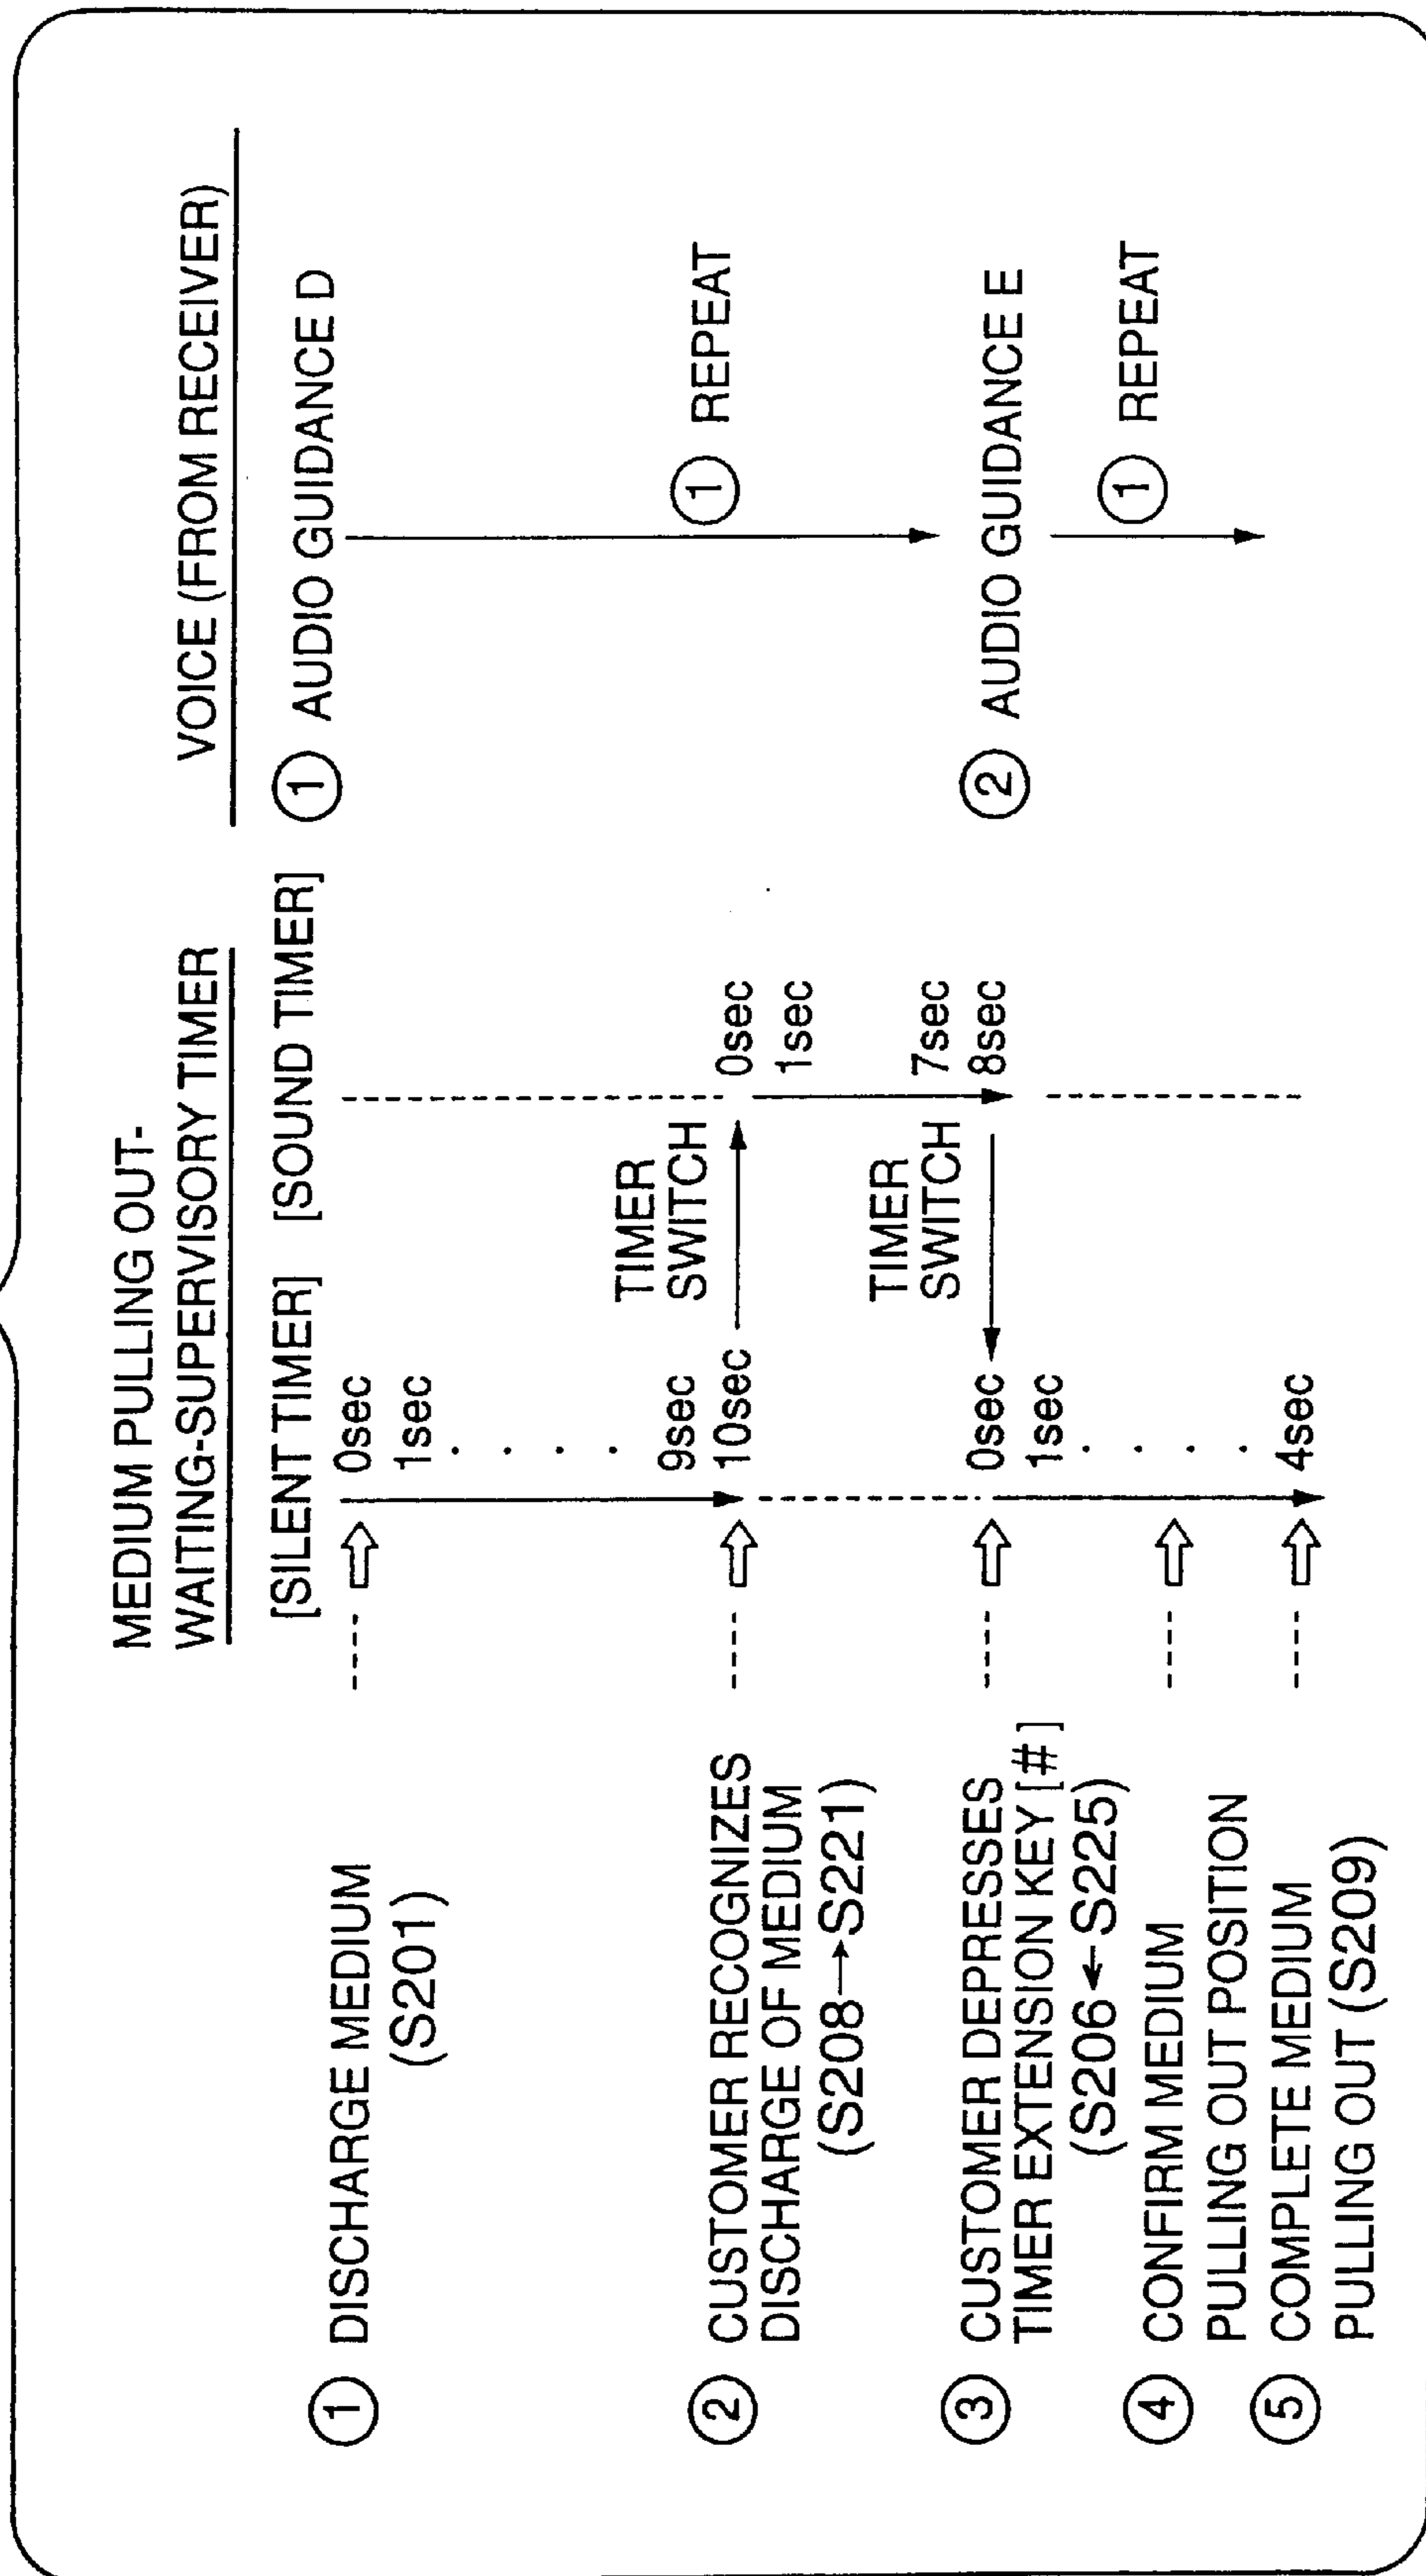 MEDIUM PULLING OUT-
WAITING-SUPERVISORY TIMER
VOICE (FROM RECEIVER)
[SILENT TIMER] [SOUND TIMER]
① AUDIO GUIDANCE D
① DISCHARGE MEDIUM
(S201)
0sec
1sec
9sec
10sec
TIMER
SWITCH
0sec
1sec
① REPEAT
② CUSTOMER RECOGNIZES
DISCHARGE OF MEDIUM
(S208→S221)
7sec
8sec
TIMER
SWITCH
② AUDIO GUIDANCE E
③ CUSTOMER DEPRESSES
TIMER EXTENSION KEY [#]
(S206←S225)
0sec
1sec
① REPEAT
④ CONFIRM MEDIUM
PULLING OUT POSITION
⑤ COMPLETE MEDIUM
PULLING OUT (S209)
4sec